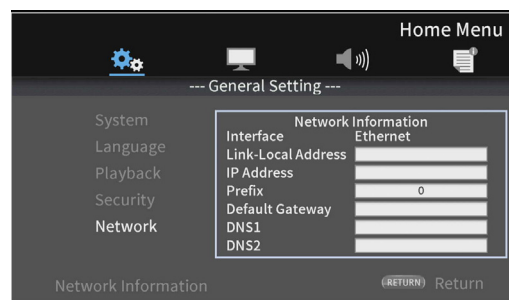 Home Menu
--- General Setting ---
System
Language
Playback
Security
Network
Network Information
Interface Ethernet
Link-Local Address
IP Address
Prefix 0
Default Gateway
DNS1
DNS2
Network Information
RETURN Return